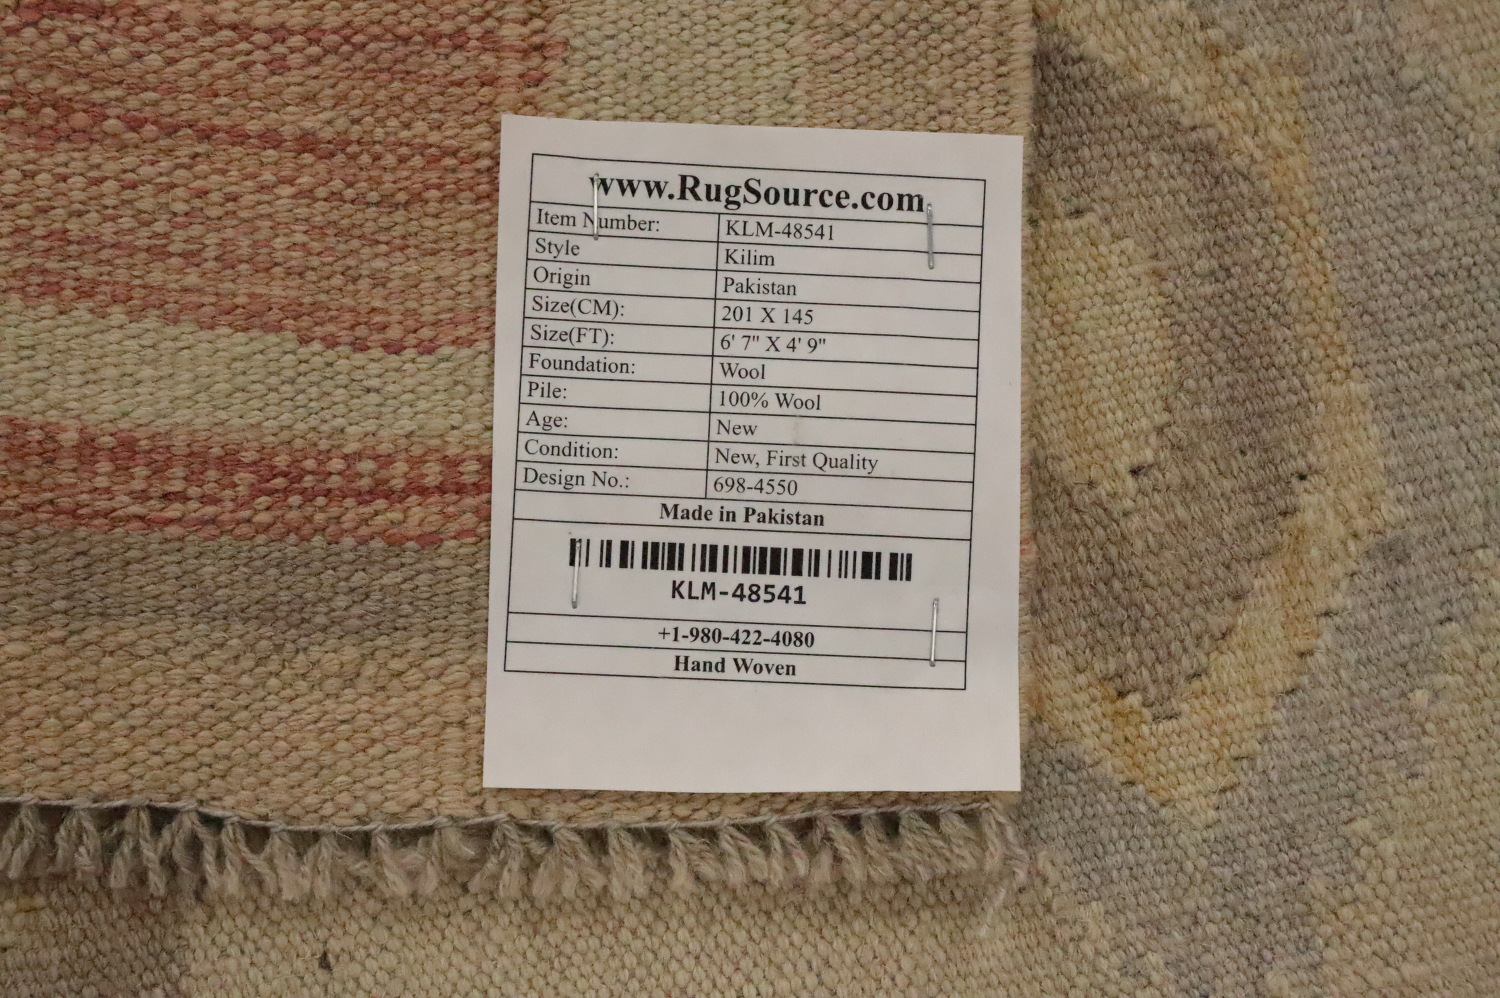 www.RugSource.com
Item Number: KLM-48541
Style Kilim
Origin Pakistan
Size(CM): 201 X 145
Size(FT): 6' 7" X 4' 9"
Foundation: Wool
Pile: 100% Wool
Age: New
Condition: New, First Quality
Design No.: 698-4550
Made in Pakistan
KLM-48541
+1-980-422-4080
Hand Woven